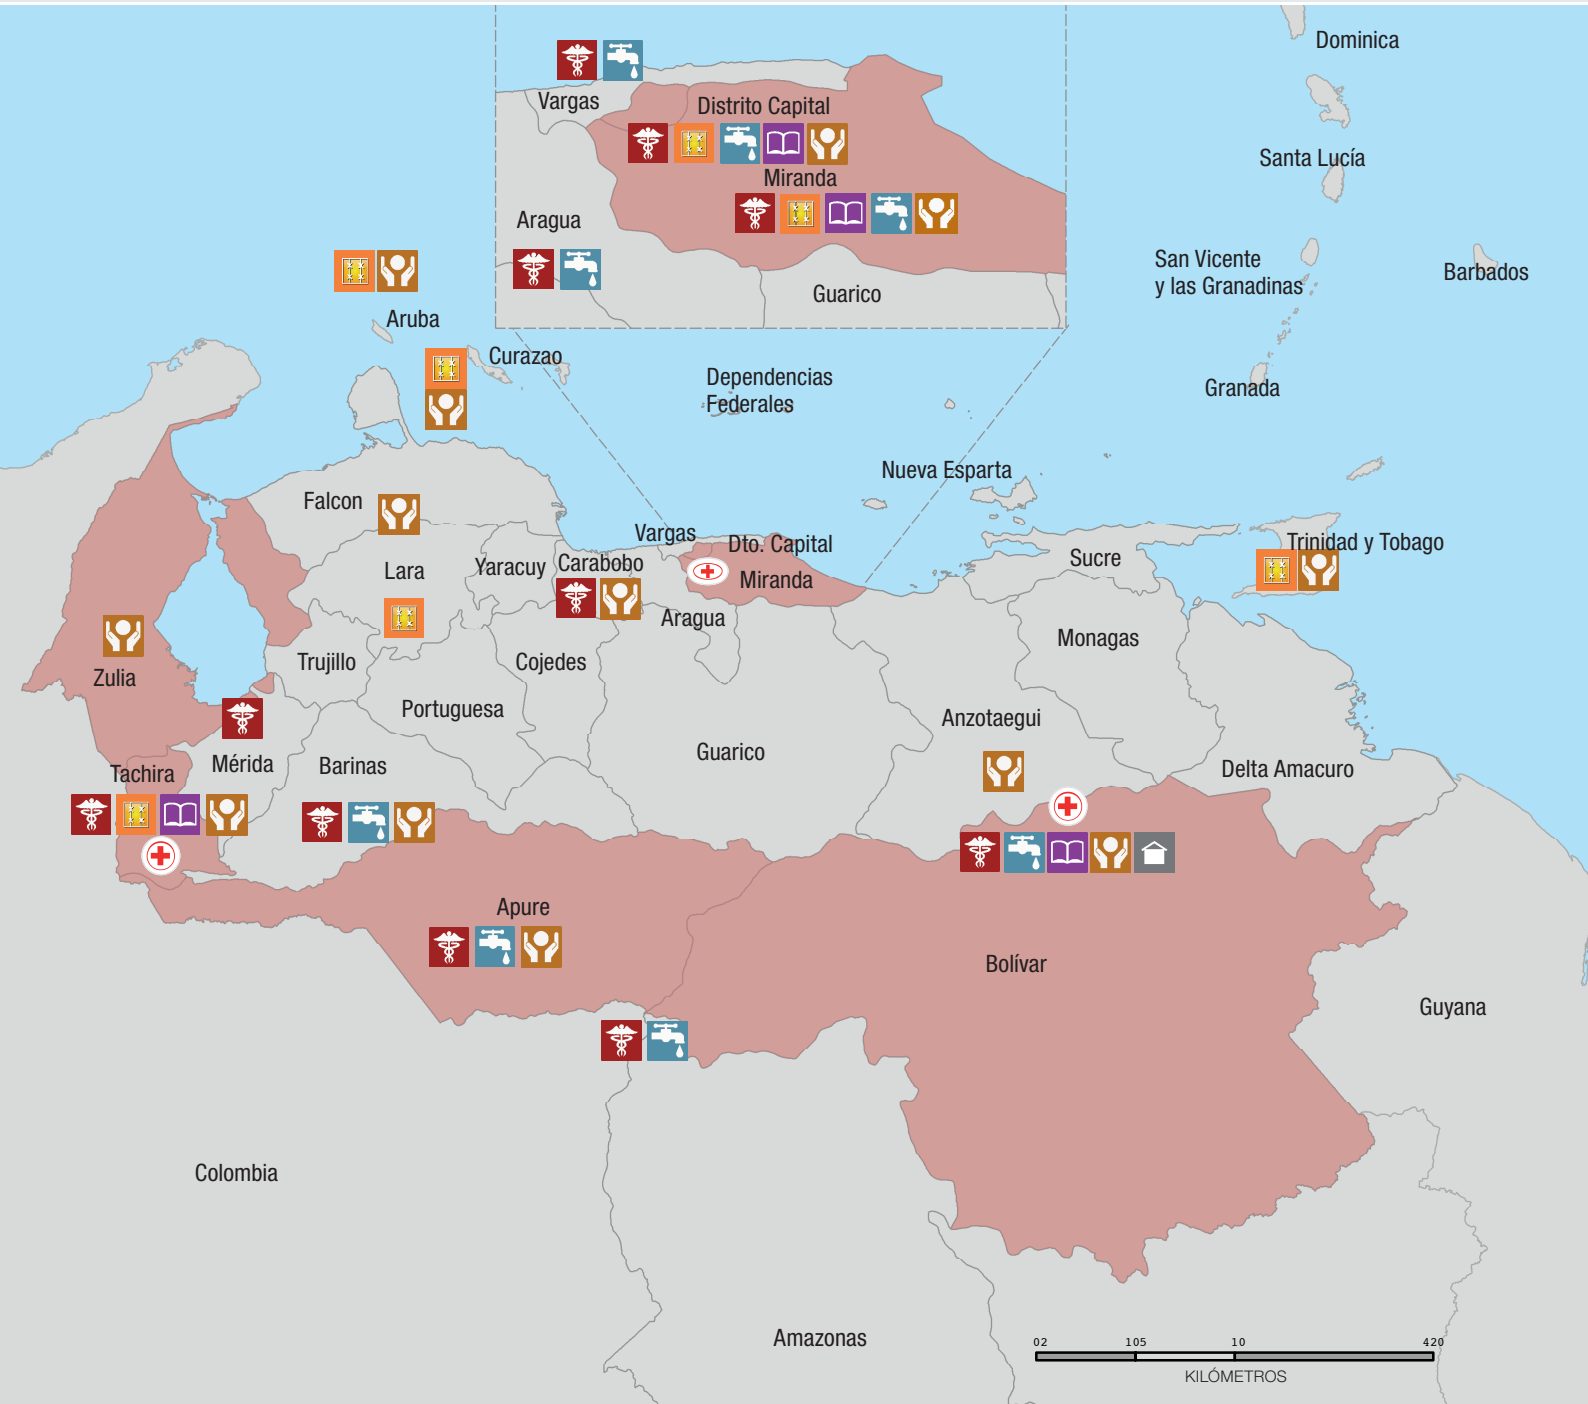 Dominica
Vargas
Distrito Capital
Santa Lucía
Miranda
Aragua
San Vicente
y las Granadinas
Barbados
Guarico
Aruba
Curazao
Dependencias
Federales
Granada
Nueva Esparta
Falcon
Vargas
Dto. Capital
Trinidad y Tobago
Lara
Yaracuy
Carabobo
Miranda
Sucre
Aragua
Monagas
Zulia
Trujillo
Cojedes
Portuguesa
Anzotaegui
Guarico
Tachira
Mérida
Barinas
Delta Amacuro
Apure
Bolívar
Guyana
Colombia
Amazonas
02 105 10 420
KILÓMETROS